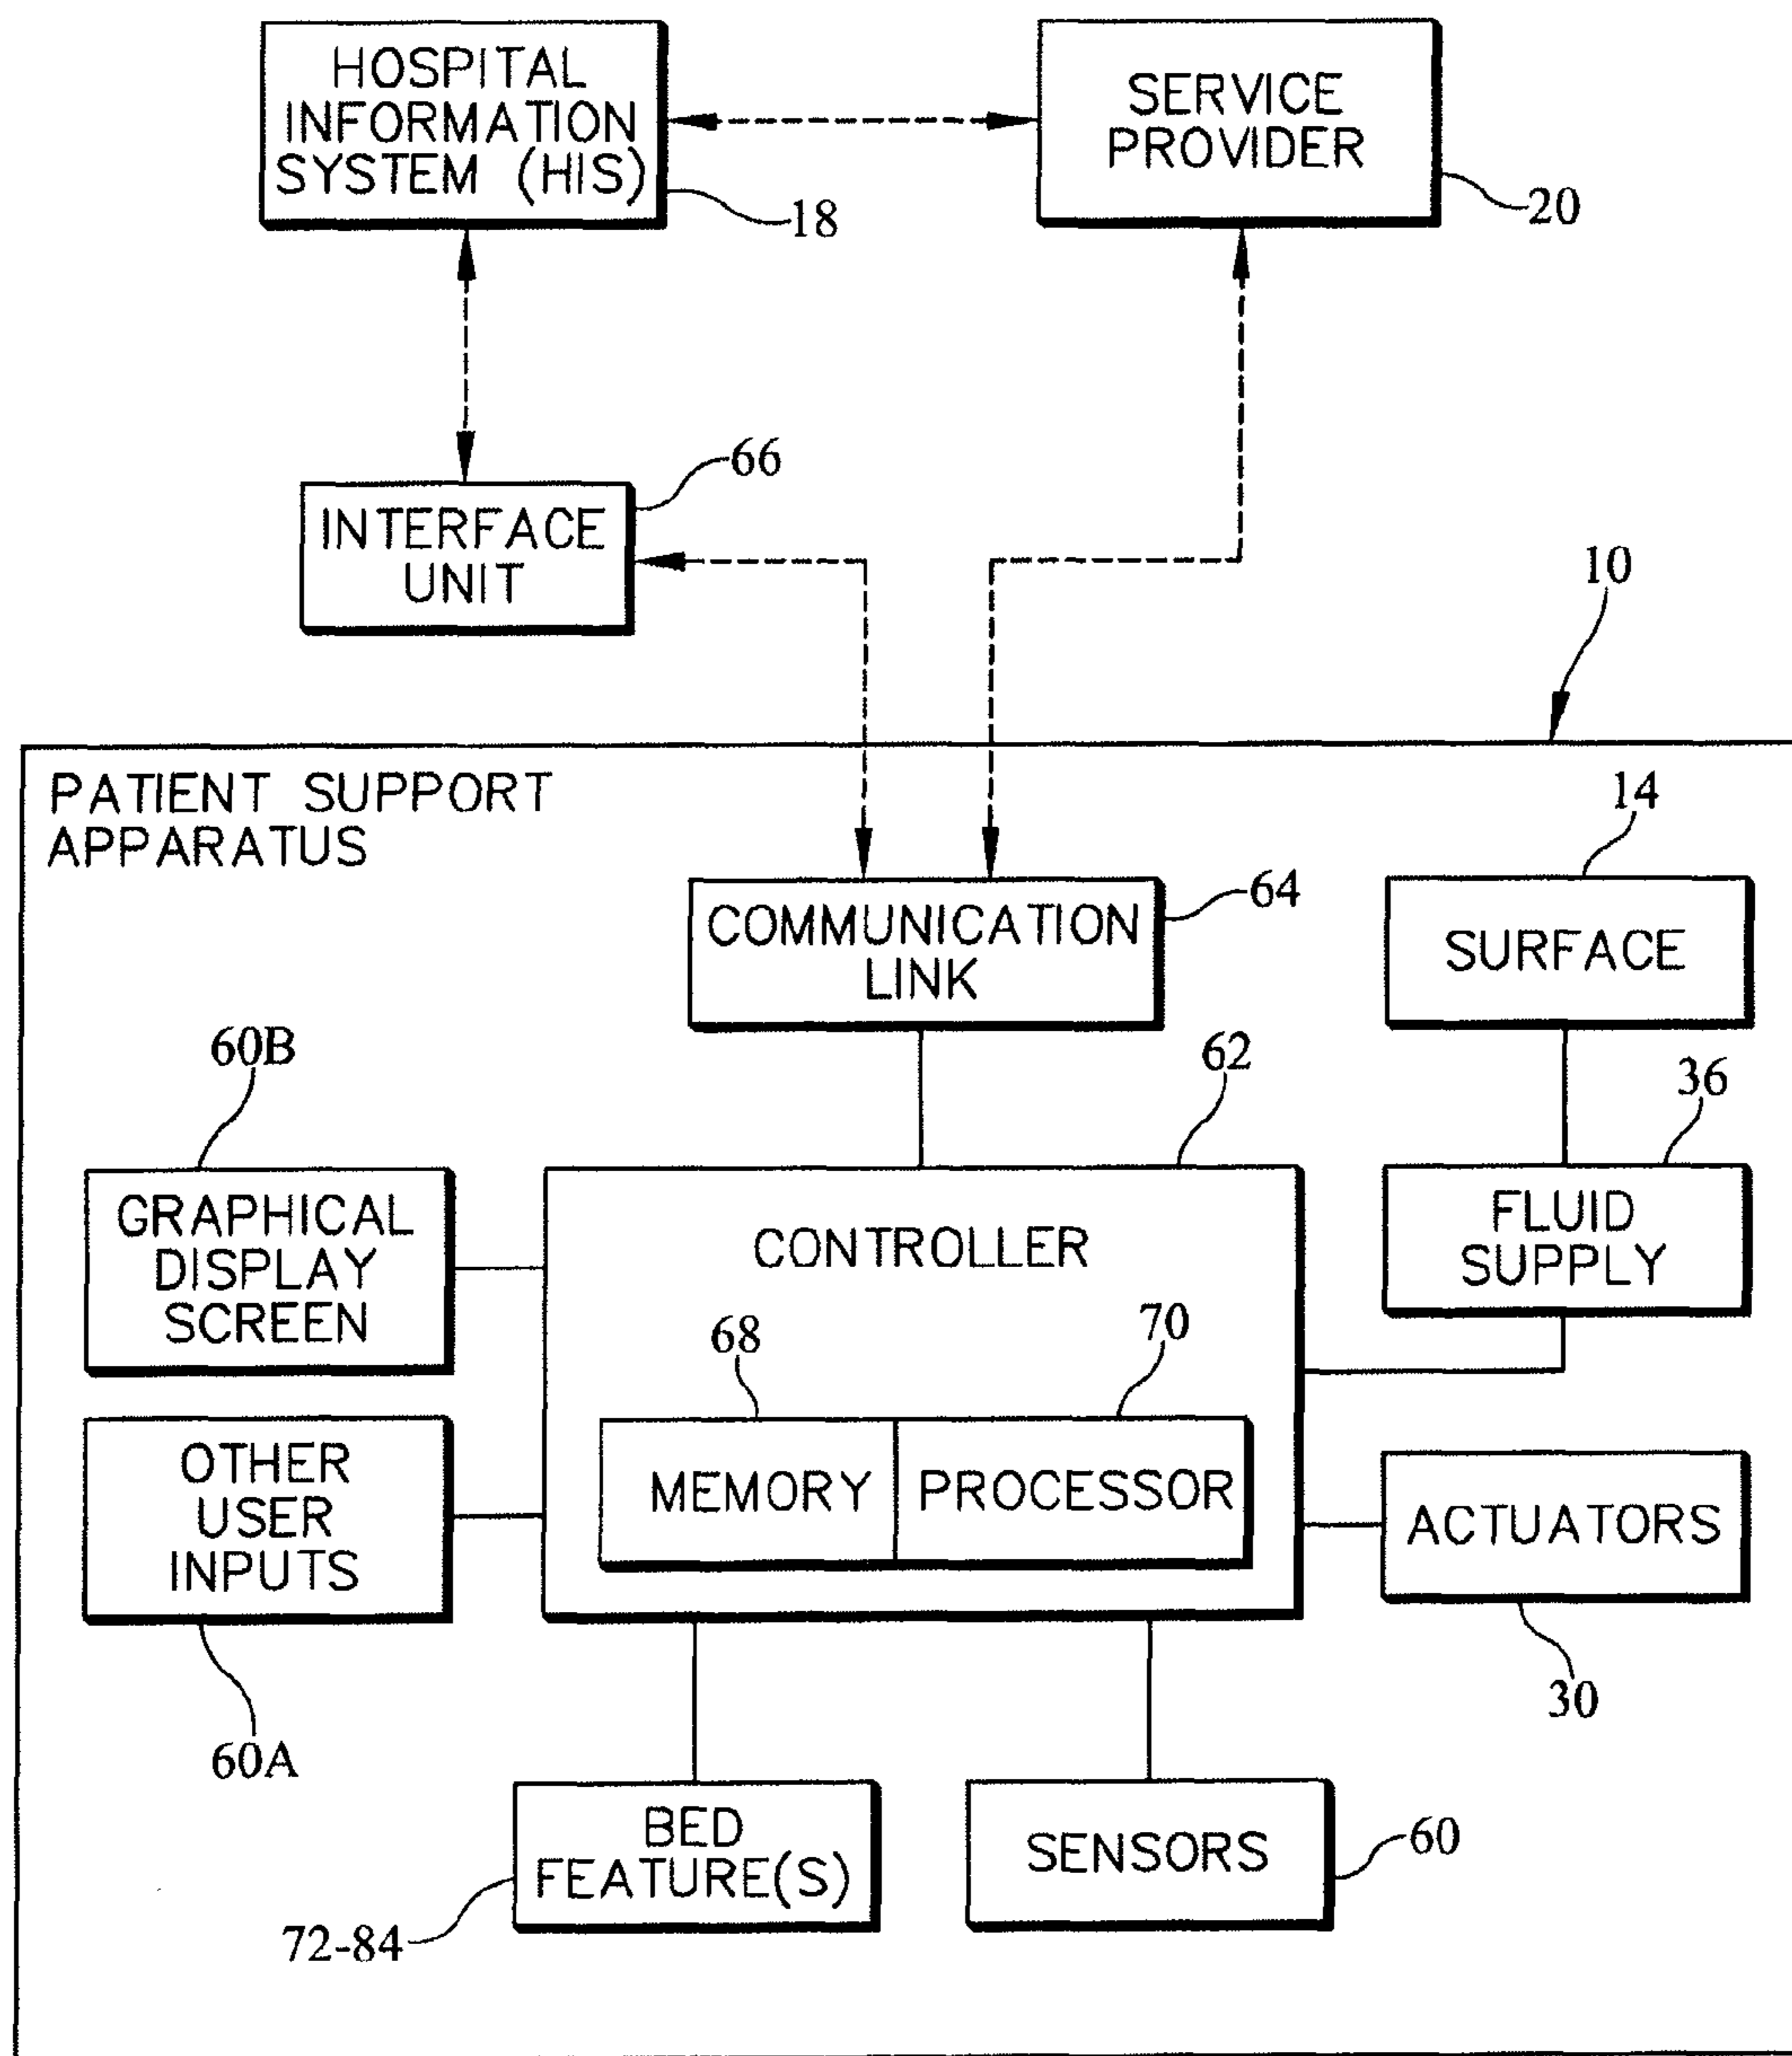 HOSPITAL
INFORMATION
SYSTEM (HIS)
18
SERVICE
PROVIDER
20
66
INTERFACE
UNIT
10
PATIENT SUPPORT
APPARATUS
14
SURFACE
64
COMMUNICATION
LINK
60B
62
36
GRAPHICAL
DISPLAY
SCREEN
CONTROLLER
FLUID
SUPPLY
68
70
MEMORY
PROCESSOR
OTHER
USER
INPUTS
ACTUATORS
30
60A
BED
FEATURE(S)
72-84
SENSORS
60